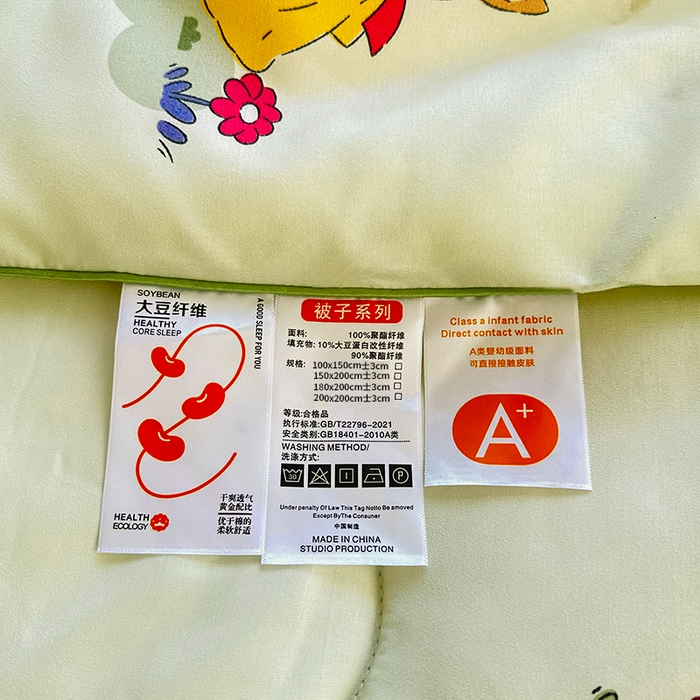 SOYBEAN
大豆纤维
HEALTHY
CORE SLEEP
A GOOD SLEEP FOR YOU
干爽透气
黄金配比
优于棉的
柔软舒适
HEALTH
ECOLOGY
被子系列
面料: 100%聚酯纤维
填充物: 10%大豆蛋白改性纤维
90%聚酯纤维
规格: 100x150cm±3cm □
150x200cm±3cm □
180x200cm±3cm □
200x200cm±3cm □
等级:合格品
执行标准:GB/T22796-2021
安全类别:GB18401-2010A类
WASHING METHOD/
洗涤方式:
30
P
Under penalty Of Law This Tag Notto Be amoved
Except ByThe Consuner
中国制造
MADE IN CHINA
STUDIO PRODUCTION
Class a infant fabric
Direct contact with skin
A类婴幼级面料
可直接接触皮肤
A+